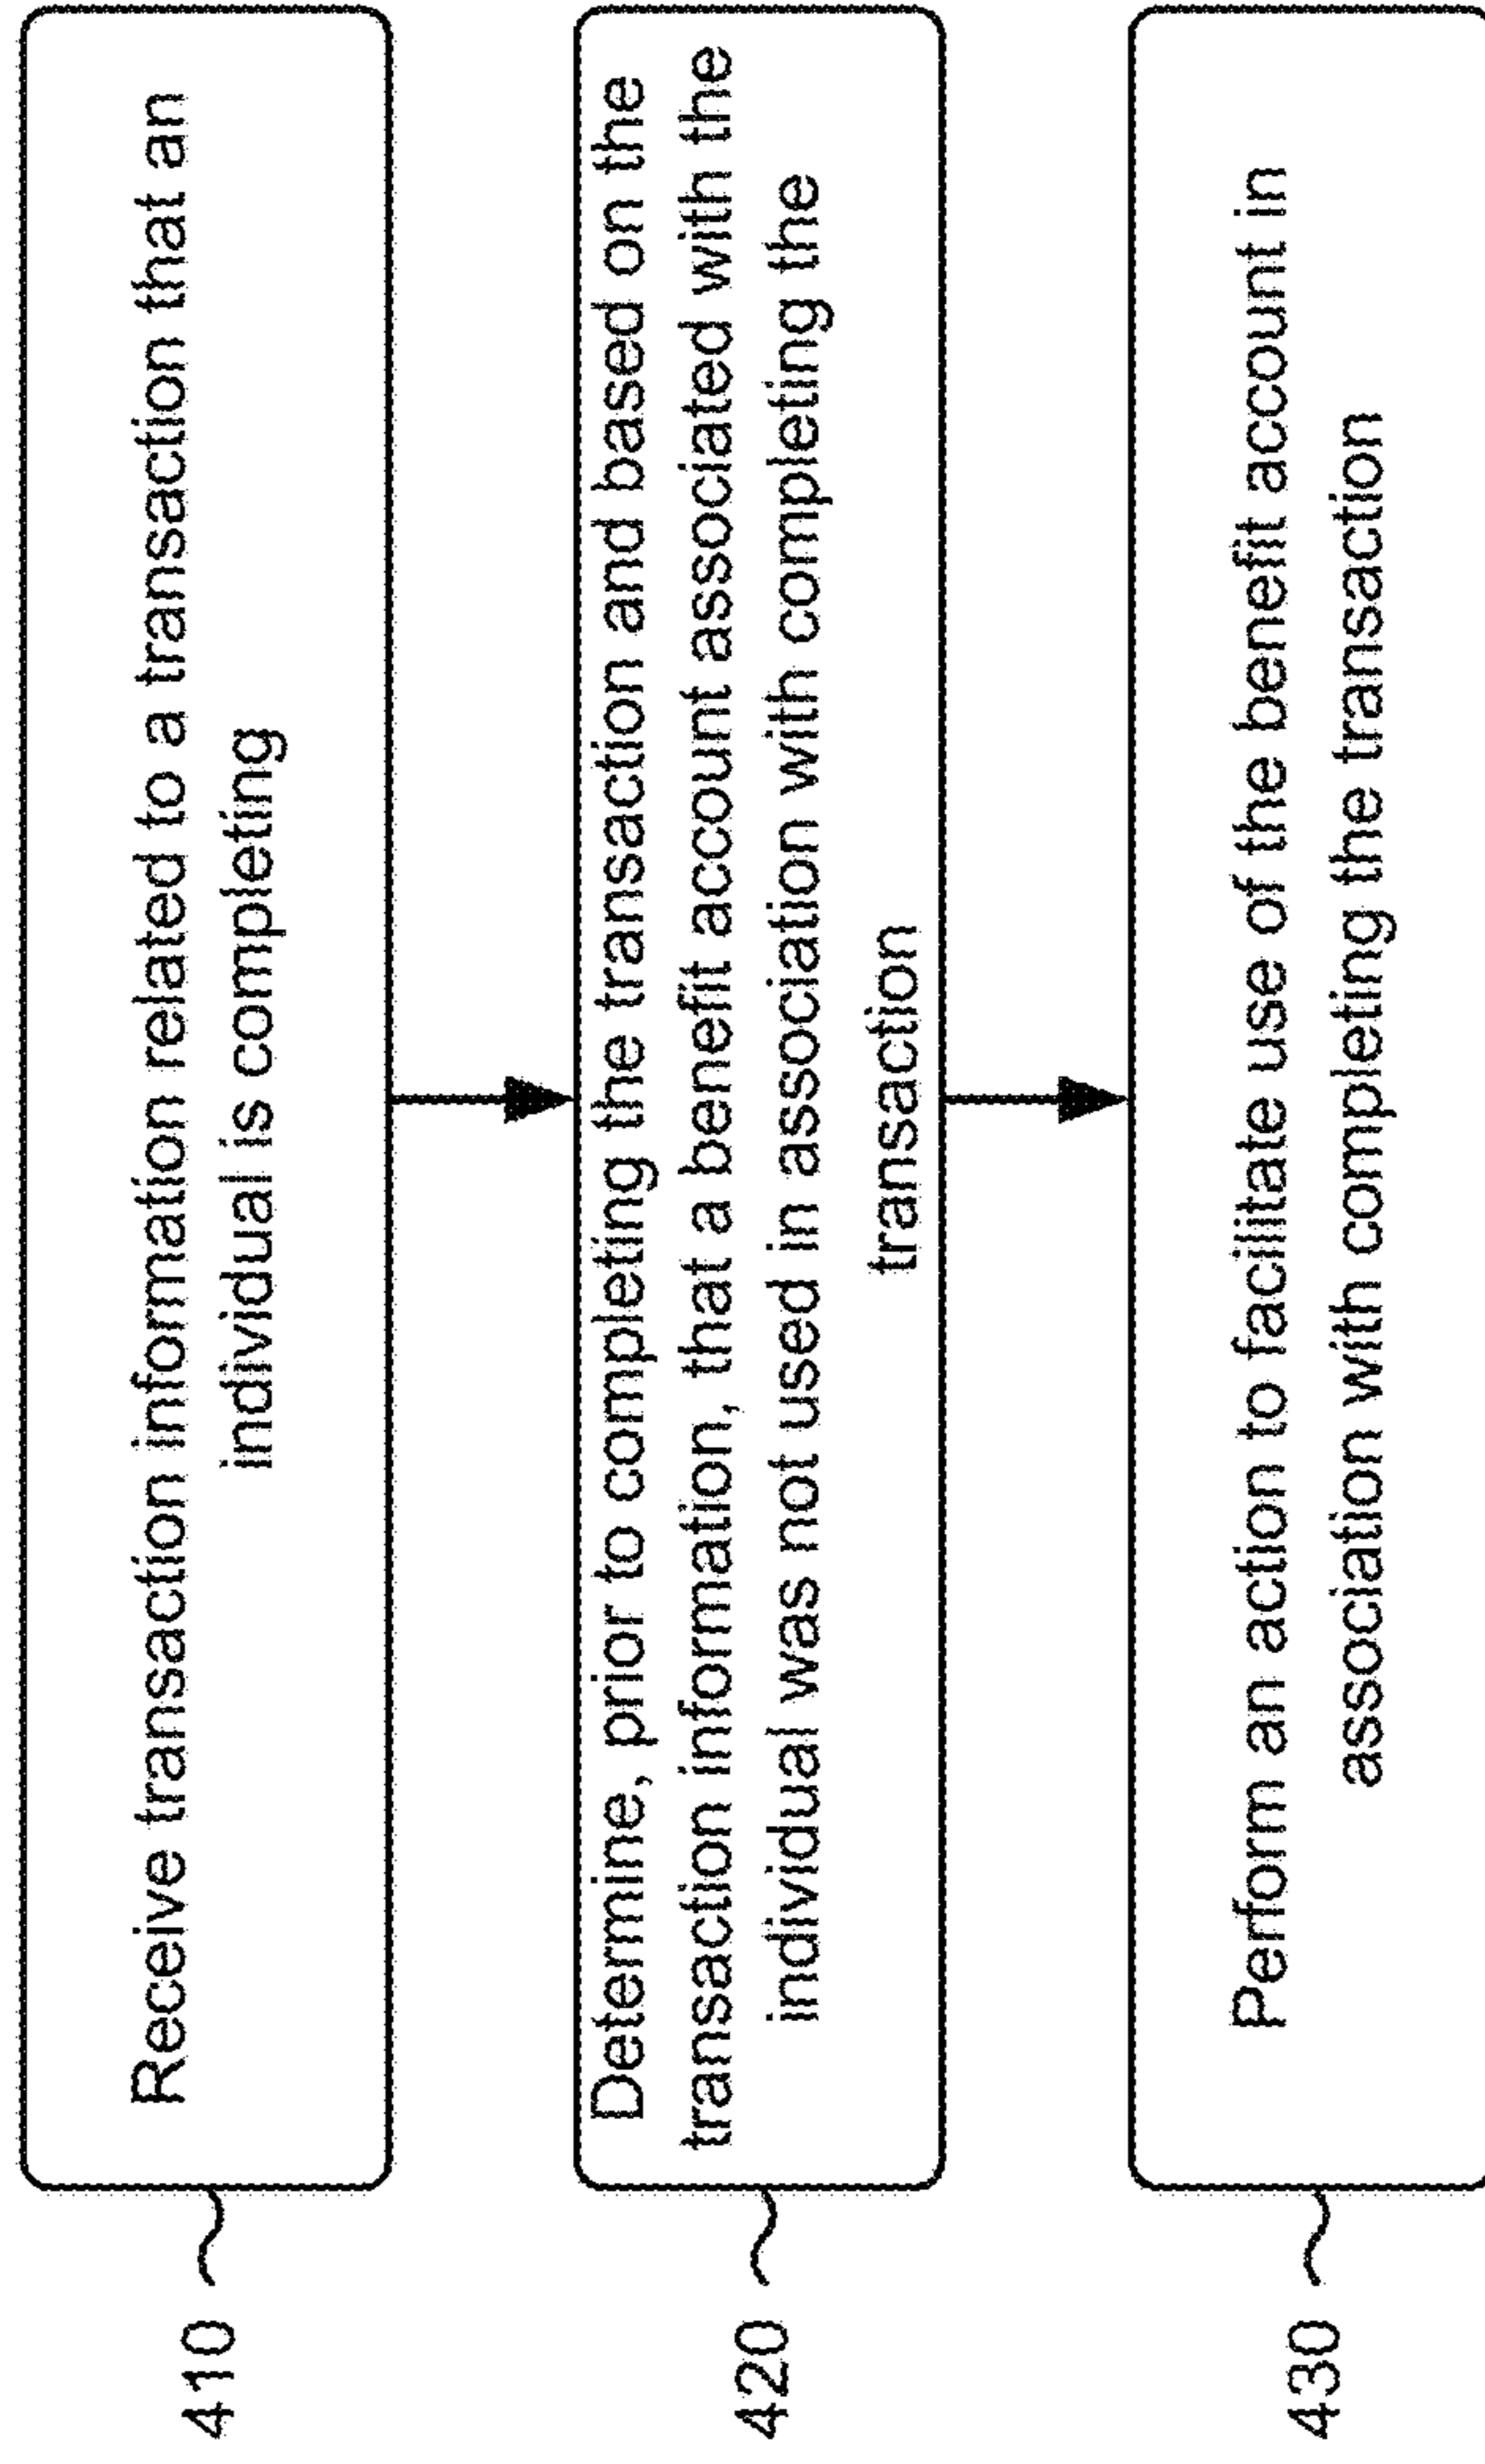 410
Receive transaction information related to a transaction that an
individual is completing
420
Determine, prior to completing the transaction and based on the
transaction information, that a benefit account associated with the
individual was not used in association with completing the
transaction
430
Perform an action to facilitate use of the benefit account in
association with completing the transaction